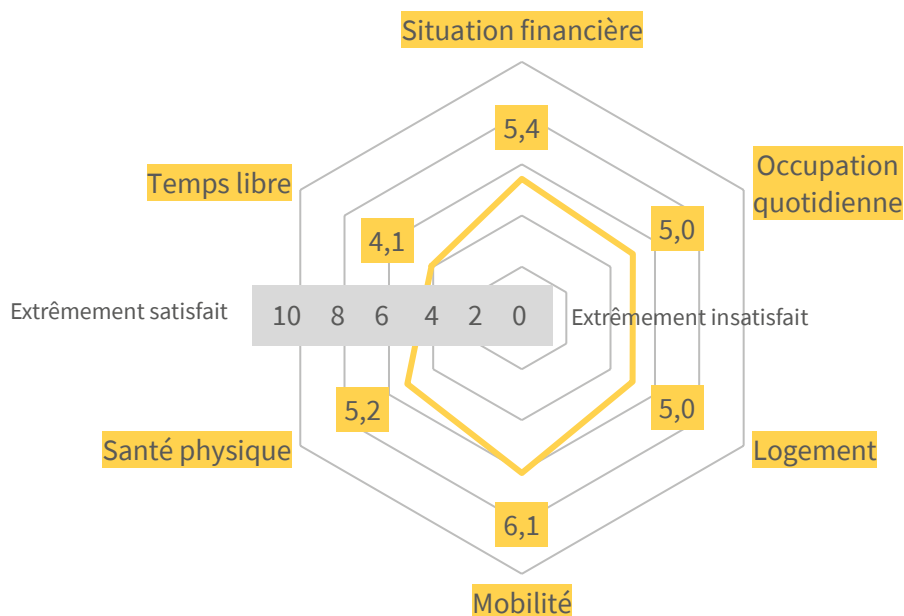 Situation financière
5,4
Temps libre
Occupation
quotidienne
4,1
5,0
Extrêmement satisfait
10 8 6 4 2 0
Extrêmement insatisfait
5,2
5,0
Santé physique
Logement
6,1
Mobilité